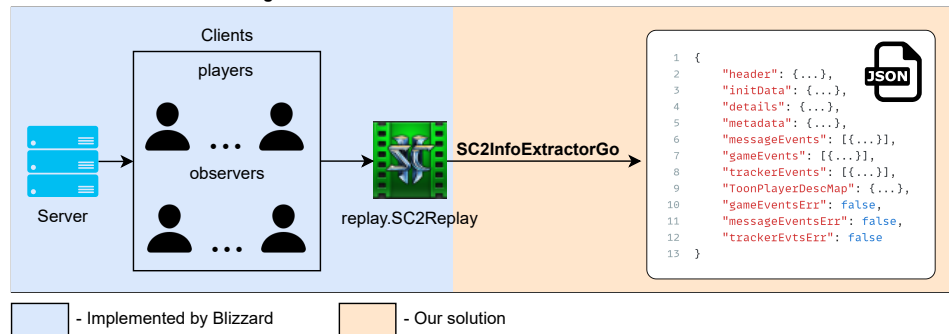 Clients
players
observers
Server
replay.SC2Replay
SC2InfoExtractorGo
JSON
1 {
2 "header": {...},
3 "initData": {...},
4 "details": {...},
5 "metadata": {...},
6 "messageEvents": [{...}],
7 "gameEvents": [{...}],
8 "trackerEvents": [{...}],
9 "ToonPlayerDescMap": {...},
10 "gameEventsErr": false,
11 "messageEventsErr": false,
12 "trackerEvtsErr": false
13 }
- Implemented by Blizzard
- Our solution